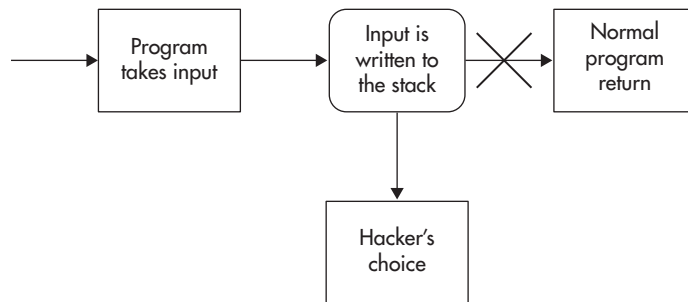 Program
takes input
Input is
written to
the stack
Normal
program
return
Hacker's
choice